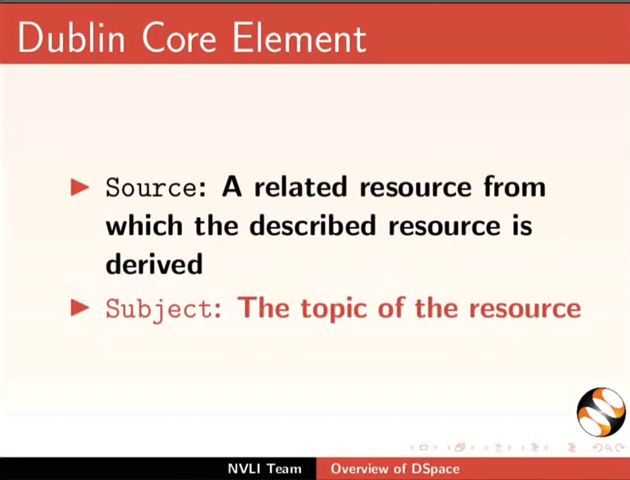 Dublin Core Element
Source: A related resource from
which the described resource is
derived
Subject: The topic of the resource
NVLI Team Overview of DSpace